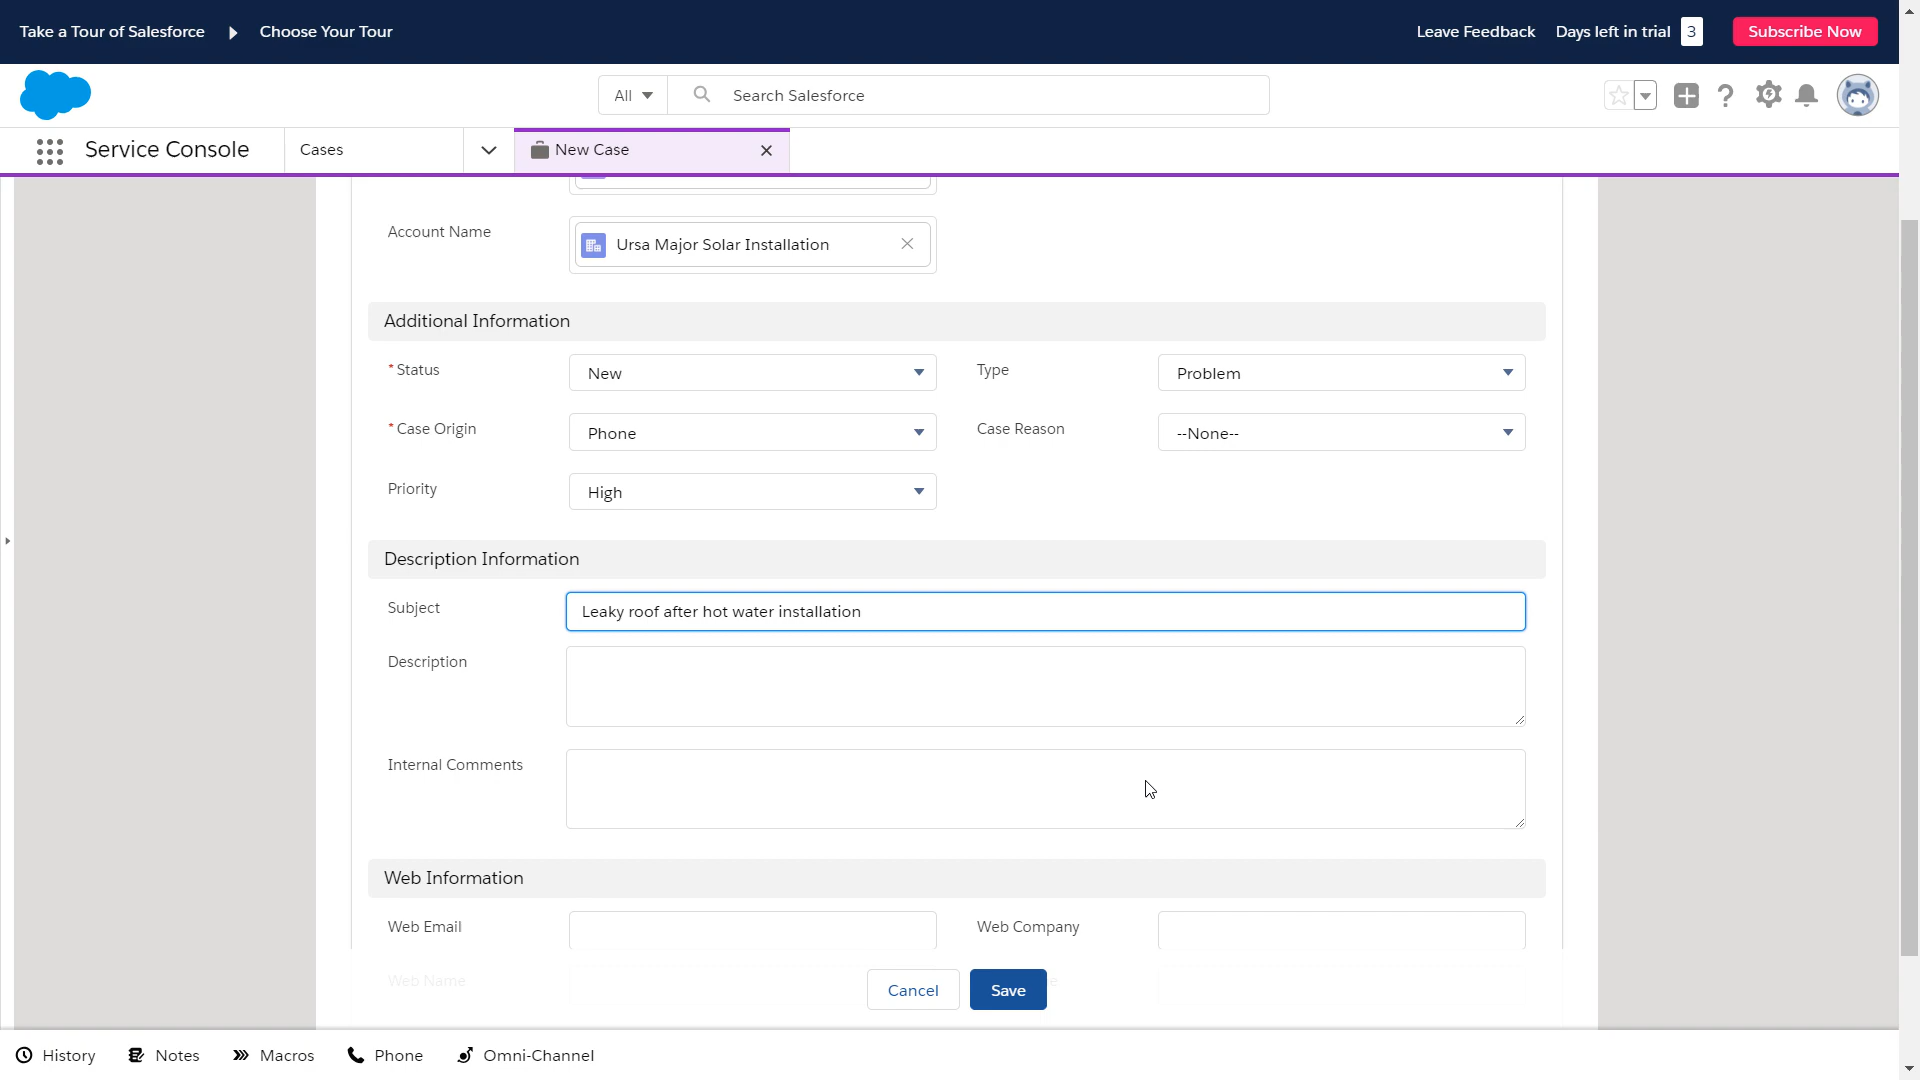 Take a Tour of Salesforce Choose Your Tour Leave Feedback Days left in trial 3 Subscribe Now
All Search Salesforce
Service Console Cases New Case
Account Name Ursa Major Solar Installation
Additional Information
*Status New Type Problem
*Case Origin Phone Case Reason --None--
Priority High
Description Information
Subject Leaky roof after hot water installation
Description
Internal Comments
Web Information
Web Email Web Company
Web Name
Cancel Save
History Notes Macros Phone Omni-Channel